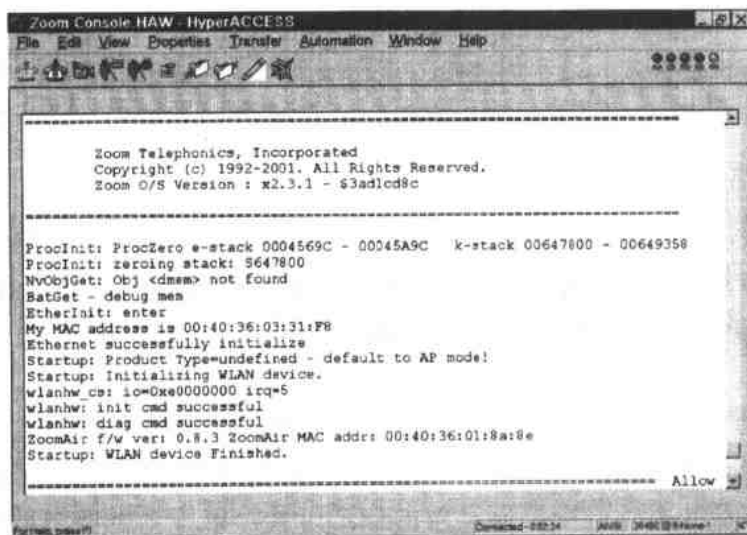 Zoom Console.HAW - HyperACCESS
File Edit View Properties Transfer Automation Window Help
Zoom Telephonics, Incorporated
Copyright (c) 1992-2001. All Rights Reserved.
Zoom O/S Version : x2.3.1 - $3ad1cd8c
ProcInit: ProcZero e-stack 0004569C - 00045A9C k-stack 00647800 - 00649358
ProcInit: zeroing stack: $647800
NvObjGet: Obj <dmem> not found
BatGet - debug mem
EtherInit: enter
My MAC address is 00:40:36:03:31:F8
Ethernet successfully initialize
Startup: Product Type=undefined - default to AP mode!
Startup: Initializing WLAN device.
wlanhw_cs: io=0xe0000000 irq=5
wlanhw: init cmd successful
wlanhw: diag cmd successful
ZoomAir f/w ver: 0.8.3 ZoomAir MAC addr: 00:40:36:01:8a:8e
Startup: WLAN device Finished.
Allow
Connected - ANSI